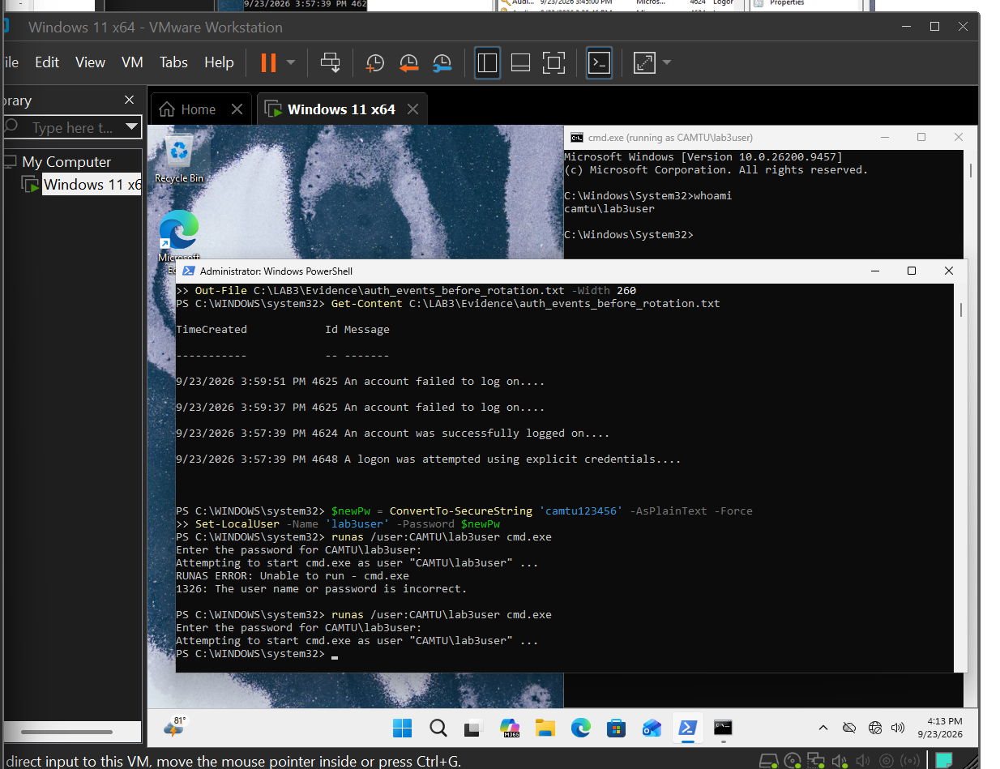 9/23/2026 3:57:39 PM 462
9/23/2026 3:45:00 PM Micros... 4624 Logor
Properties
Windows 11 x64 - VMware Workstation
ile Edit View VM Tabs Help
orary
Type here t...
My Computer
Windows 11 x6
Home
Windows 11 x64
Recycle Bin
Microsoft
cmd.exe (running as CAMTU\lab3user)
Microsoft Windows [Version 10.0.26200.9457]
(c) Microsoft Corporation. All rights reserved.
C:\Windows\System32>whoami
camtu\lab3user
C:\Windows\System32>
Administrator: Windows PowerShell
>> Out-File C:\LAB3\Evidence\auth_events_before_rotation.txt -Width 260
PS C:\WINDOWS\system32> Get-Content C:\LAB3\Evidence\auth_events_before_rotation.txt
TimeCreated Id Message
----------- -- -------
9/23/2026 3:59:51 PM 4625 An account failed to log on....
9/23/2026 3:59:37 PM 4625 An account failed to log on....
9/23/2026 3:57:39 PM 4624 An account was successfully logged on....
9/23/2026 3:57:39 PM 4648 A logon was attempted using explicit credentials....
PS C:\WINDOWS\system32> $newPw = ConvertTo-SecureString 'camtu123456' -AsPlainText -Force
>> Set-LocalUser -Name 'lab3user' -Password $newPw
PS C:\WINDOWS\system32> runas /user:CAMTU\lab3user cmd.exe
Enter the password for CAMTU\lab3user:
Attempting to start cmd.exe as user "CAMTU\lab3user" ...
RUNAS ERROR: Unable to run - cmd.exe
1326: The user name or password is incorrect.
PS C:\WINDOWS\system32> runas /user:CAMTU\lab3user cmd.exe
Enter the password for CAMTU\lab3user:
Attempting to start cmd.exe as user "CAMTU\lab3user" ...
PS C:\WINDOWS\system32>
81°
M365
4:13 PM
9/23/2026
direct input to this VM, move the mouse pointer inside or press Ctrl+G.